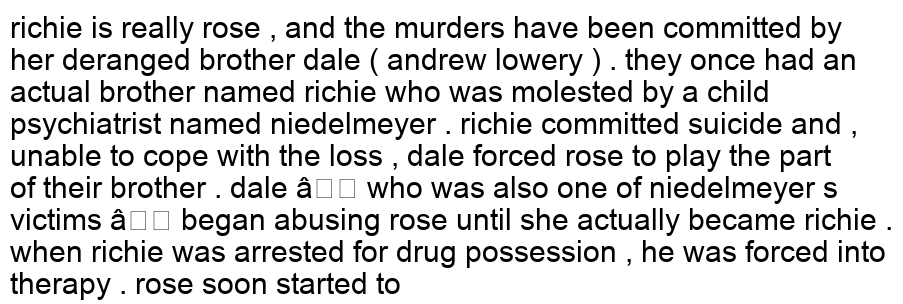 richie is really rose , and the murders have been committed by
her deranged brother dale ( andrew lowery ) . they once had an
actual brother named richie who was molested by a child
psychiatrist named niedelmeyer . richie committed suicide and ,
unable to cope with the loss , dale forced rose to play the part
of their brother . dale â□□ who was also one of niedelmeyer s
victims â□□ began abusing rose until she actually became richie .
when richie was arrested for drug possession , he was forced into
therapy . rose soon started to